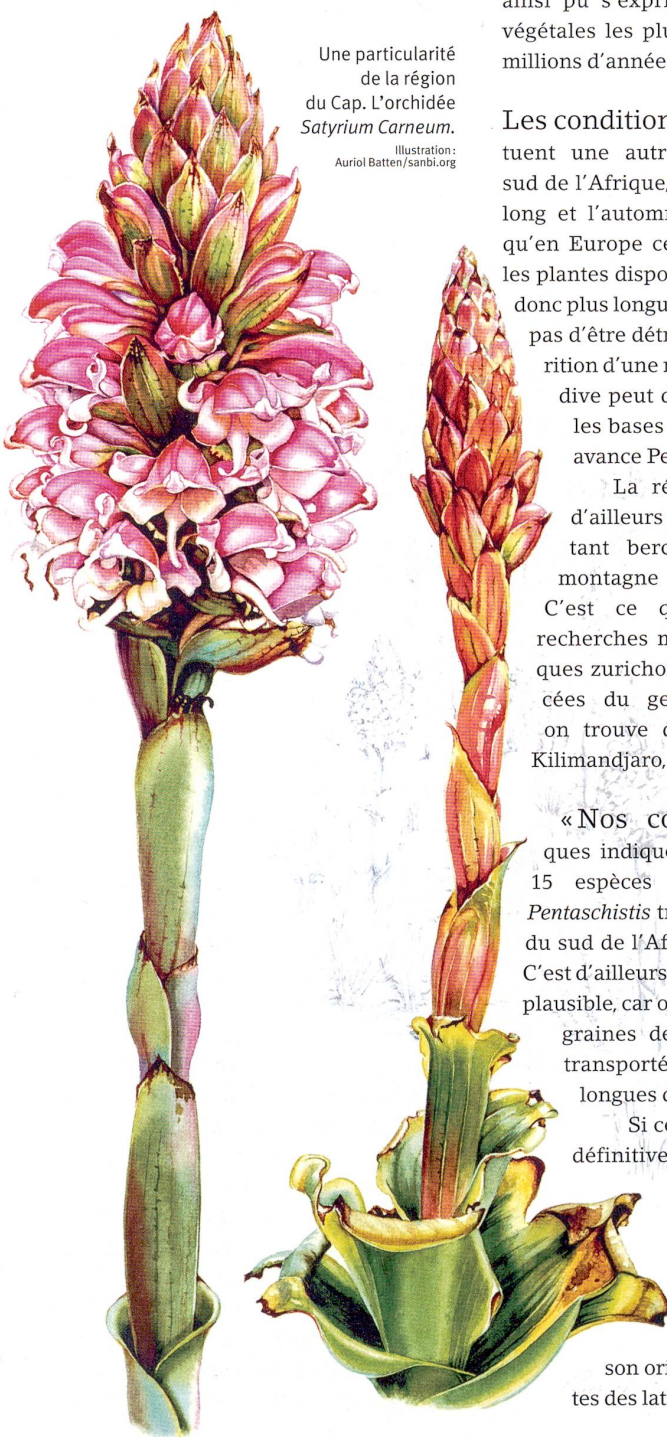 Une particularité
de la région
du Cap. L'orchidée
Satyrium Carneum.
Illustration:
Auriol Batten/sanbi.org
ainsi pu s'expri
végétales les plu
millions d'année
Les condition
tuent une autr
sud de l'Afrique,
long et l'autom
qu'en Europe ce
les plantes dispo
donc plus longu
pas d'être détr
rition d'une
dive peut
les bases
avance Pe
La ré
d'ailleurs
tant berc
montagne
C'est ce q
recherches
ques zuricho
cées du ge
on trouve
Kilimandjaro,
«Nos co
ques indique
15 espèces
Pentaschistis tr
du sud de l'Af
C'est d'ailleurs
plausible, car o
graines de
transporté
longues
Si ce
définitive
son ori
tes des lat